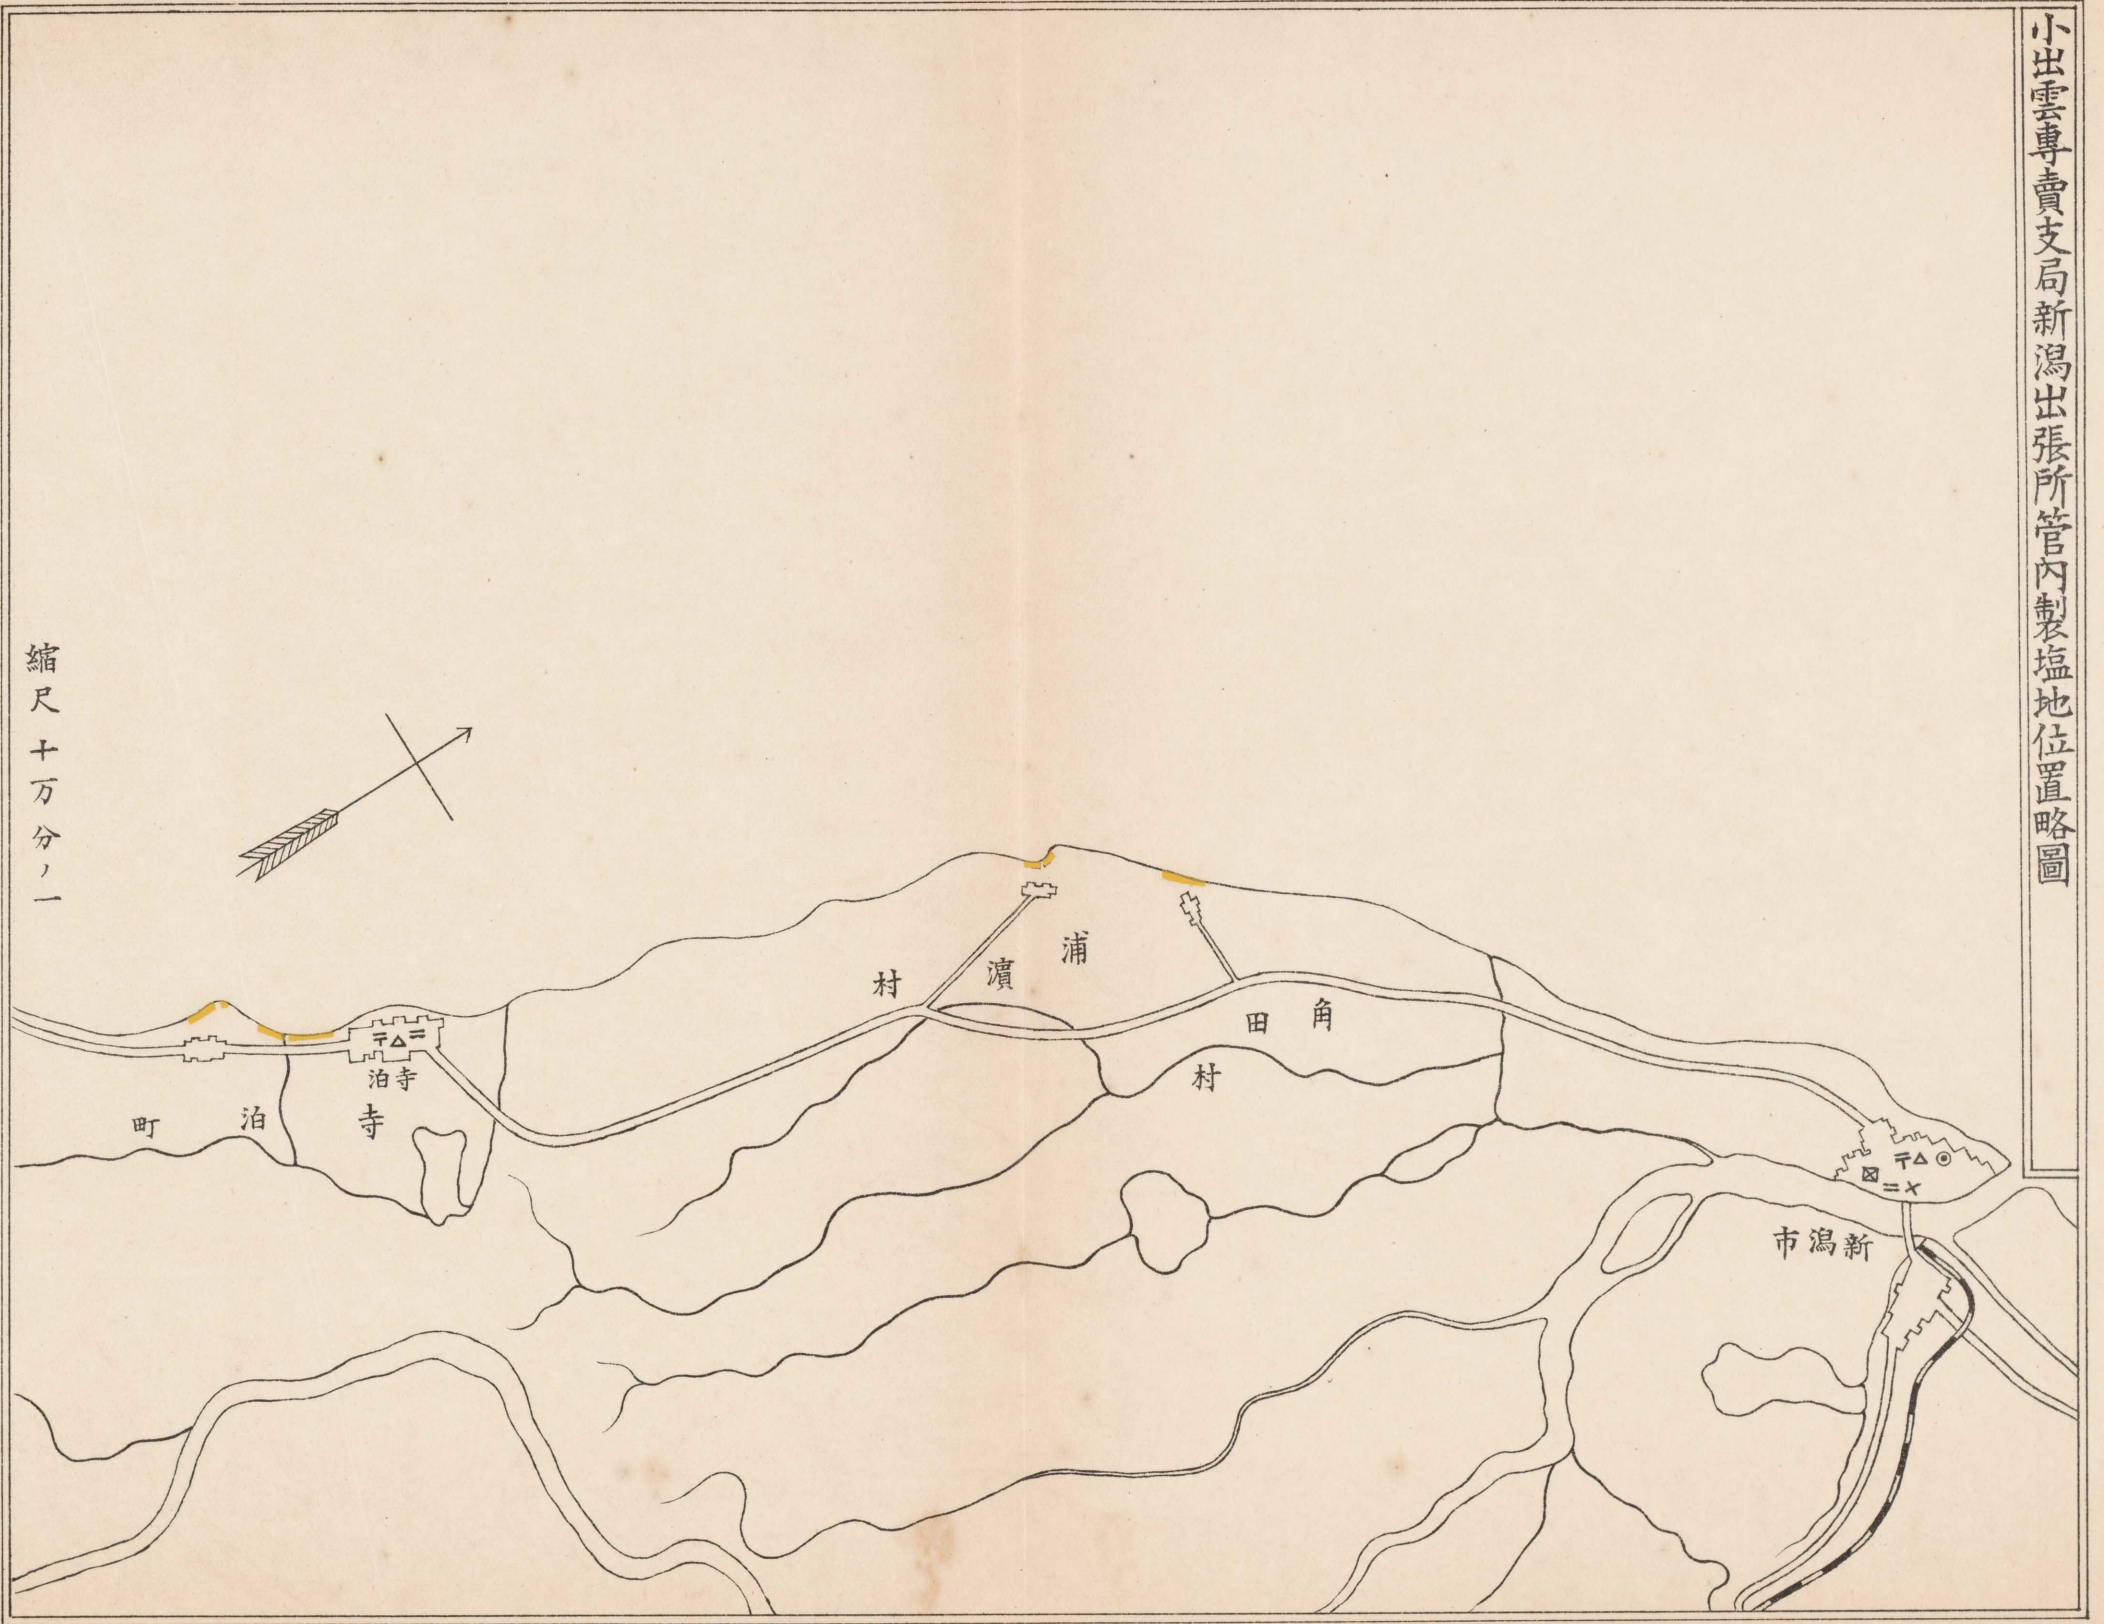 小出雲專賣支局新潟出張所管內製塩地位置略圖
新潟市
角田村
浦濵村
寺泊
寺泊町
縮尺十万分ノ一